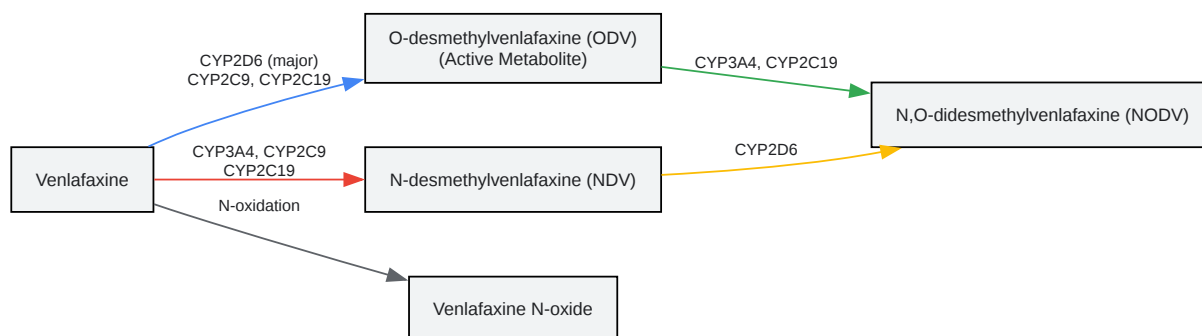 O-desmethylvenlafaxine (ODV)
(Active Metabolite)
CYP2D6 (major)
CYP2C9, CYP2C19
CYP3A4, CYP2C19
N,O-didesmethylvenlafaxine (NODV)
Venlafaxine
CYP3A4, CYP2C9
CYP2C19
N-desmethylvenlafaxine (NDV)
CYP2D6
N-oxidation
Venlafaxine N-oxide